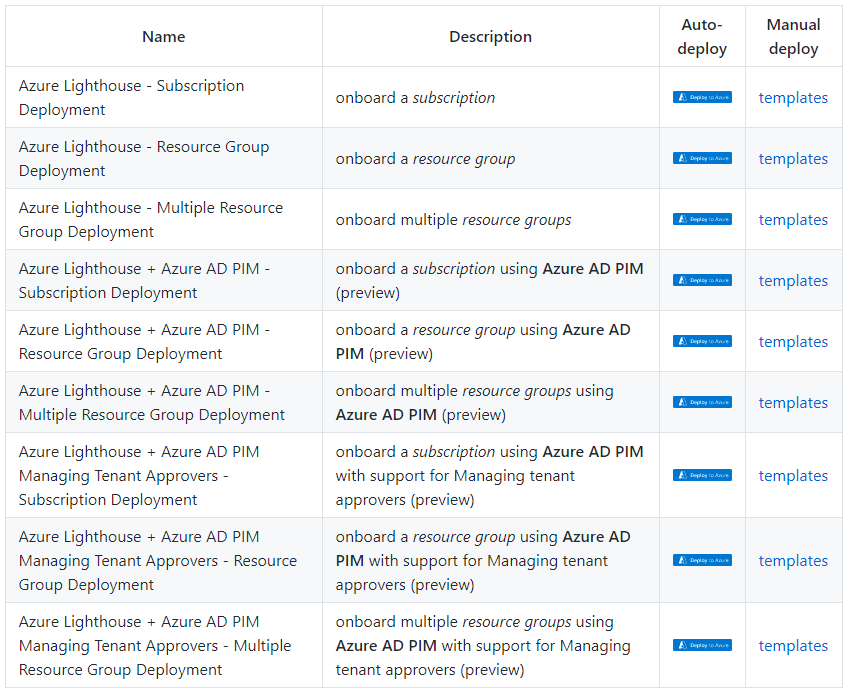 Name Description Auto-
deploy Manual
deploy
Azure Lighthouse - Subscription
Deployment
onboard a subscription
Deploy to Azure
templates
Azure Lighthouse - Resource Group
Deployment
onboard a resource group
Deploy to Azure
templates
Azure Lighthouse - Multiple Resource
Group Deployment
onboard multiple resource groups
Deploy to Azure
templates
Azure Lighthouse + Azure AD PIM -
Subscription Deployment
onboard a subscription using Azure AD PIM
(preview)
Deploy to Azure
templates
Azure Lighthouse + Azure AD PIM -
Resource Group Deployment
onboard a resource group using Azure AD
PIM (preview)
Deploy to Azure
templates
Azure Lighthouse + Azure AD PIM -
Multiple Resource Group Deployment
onboard multiple resource groups using
Azure AD PIM (preview)
Deploy to Azure
templates
Azure Lighthouse + Azure AD PIM
Managing Tenant Approvers -
Subscription Deployment
onboard a subscription using Azure AD PIM
with support for Managing tenant
approvers (preview)
Deploy to Azure
templates
Azure Lighthouse + Azure AD PIM
Managing Tenant Approvers - Resource
Group Deployment
onboard a resource group using Azure AD
PIM with support for Managing tenant
approvers (preview)
Deploy to Azure
templates
Azure Lighthouse + Azure AD PIM
Managing Tenant Approvers - Multiple
Resource Group Deployment
onboard multiple resource groups using
Azure AD PIM with support for Managing
tenant approvers (preview)
Deploy to Azure
templates